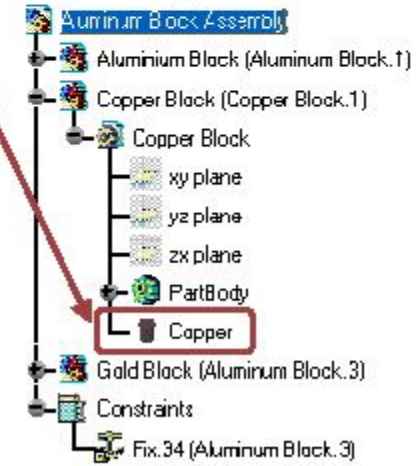 Aluminum Block Assembly
Aluminium Block (Aluminum Block.1)
Copper Block (Copper Block.1)
Copper Block
xy plane
yz plane
zx plane
PartBody
Copper
Gold Block (Aluminum Block.3)
Constraints
Fix.34 (Aluminum Block.3)